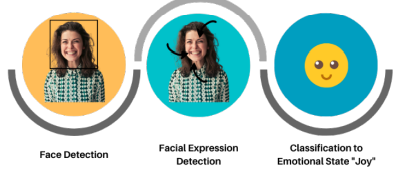 Face Detection
Facial Expression
Detection
Classification to
Emotional State "Joy"